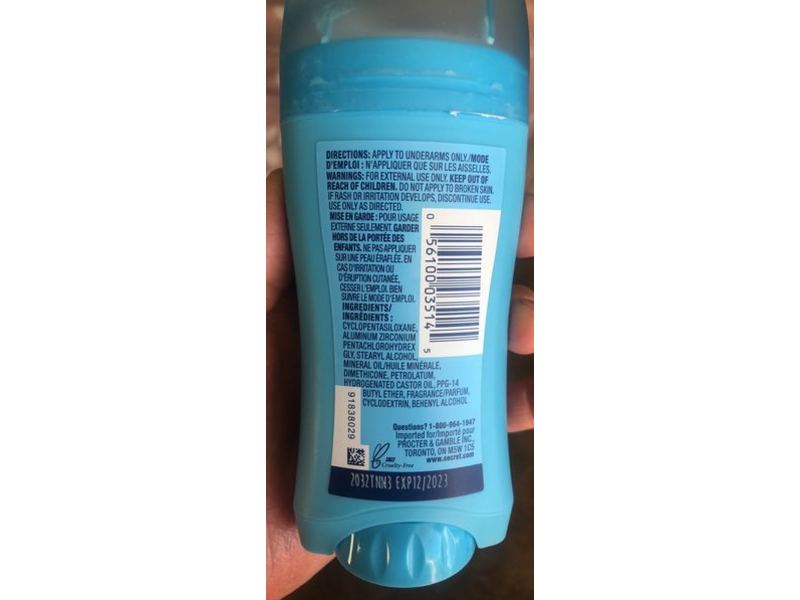 DIRECTIONS: APPLY TO UNDERARMS ONLY./MODE
D'EMPLOI : N'APPLIQUER QUE SUR LES AISSELLES.
WARNINGS: FOR EXTERNAL USE ONLY. KEEP OUT OF
REACH OF CHILDREN. DO NOT APPLY TO BROKEN SKIN.
IF RASH OR IRRITATION DEVELOPS, DISCONTINUE USE.
USE ONLY AS DIRECTED.
MISE EN GARDE : POUR USAGE
EXTERNE SEULEMENT. GARDER
HORS DE LA PORTÉE DES
ENFANTS. NE PAS APPLIQUER
SUR UNE PEAU ÉRAFLÉE. EN
CAS D'IRRITATION OU
D'ÉRUPTION CUTANÉE,
CESSER L'EMPLOI. BIEN
SUIVRE LE MODE D'EMPLOI.
INGREDIENTS/
INGRÉDIENTS :
CYCLOPENTASILOXANE,
ALUMINUM ZIRCONIUM
PENTACHLOROHYDREX
GLY, STEARYL ALCOHOL,
MINERAL OIL/HUILE MINÉRALE,
DIMETHICONE, PETROLATUM,
HYDROGENATED CASTOR OIL, PPG-14
BUTYL ETHER, FRAGRANCE/PARFUM,
CYCLODEXTRIN, BEHENYL ALCOHOL
0 56100 03514 5
91838029
Questions? 1-800-964-1947
Imported for/Importé pour
PROCTER & GAMBLE INC.,
TORONTO, ON M5W 1C5
www.secret.com
Cruelty-Free
2032TNN3 EXP12/2023